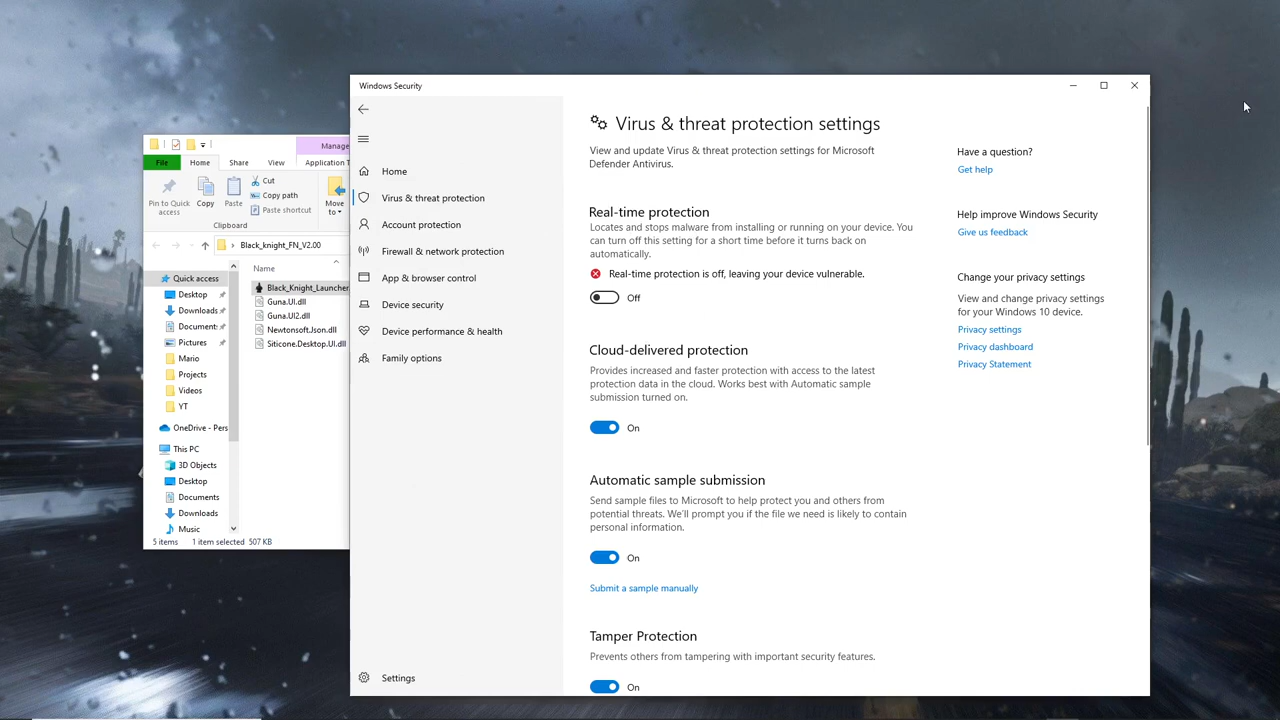 Windows Security
Virus & threat protection settings
View and update Virus & threat protection settings for Microsoft
Defender Antivirus.
Have a question?
Get help
Home
Virus & threat protection
Account protection
Firewall & network protection
App & browser control
Device security
Device performance & health
Family options
Settings
Real-time protection
Locates and stops malware from installing or running on your device. You
can turn off this setting for a short time before it turns back on
automatically.
Real-time protection is off, leaving your device vulnerable.
Off
Help improve Windows Security
Give us feedback
Change your privacy settings
View and change privacy settings
for your Windows 10 device.
Privacy settings
Privacy dashboard
Privacy Statement
Cloud-delivered protection
Provides increased and faster protection with access to the latest
protection data in the cloud. Works best with Automatic sample
submission turned on.
On
Automatic sample submission
Send sample files to Microsoft to help protect you and others from
potential threats. We'll prompt you if the file we need is likely to contain
personal information.
On
Submit a sample manually
Tamper Protection
Prevents others from tampering with important security features.
On
Manage
File Home Share View Application T
Pin to Quick
access
Copy
Paste
Cut
Copy path
Paste shortcut
Move
to
Clipboard
Black_knight_FN_V2.00
Name
Black_Knight_Launcher
Guna.UI.dll
Guna.UI2.dll
Newtonsoft.Json.dll
Siticone.Desktop.UI.dll
Quick access
Desktop
Downloads
Document:
Pictures
Mario
Projects
Videos
YT
OneDrive - Pers
This PC
3D Objects
Desktop
Documents
Downloads
Music
5 items 1 item selected 507 KB